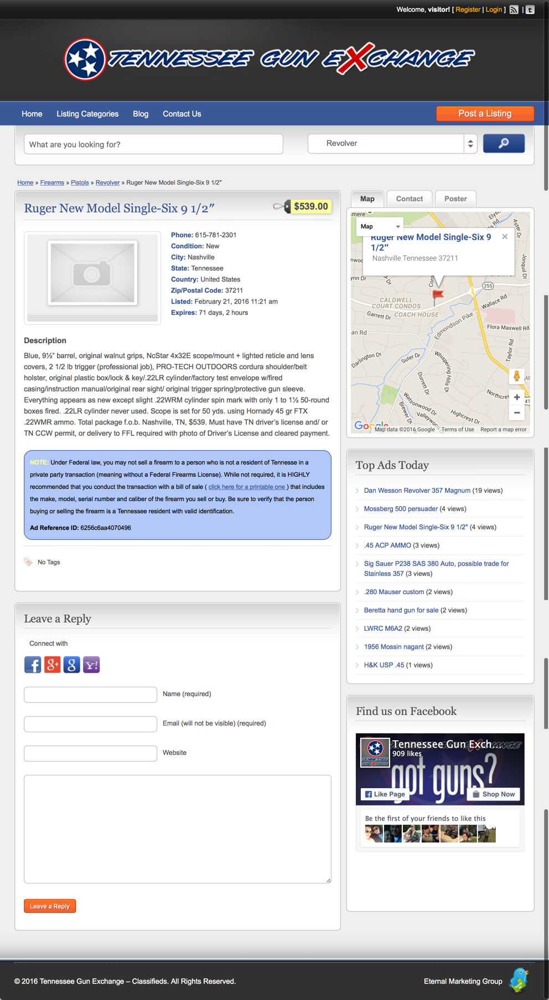 Welcome, visitor! [ Register | Login ] | t
TENNESSEE GUN EXCHANGE
Home Listing Categories Blog Contact Us Post a Listing
What are you looking for? Revolver
Home » Firearms » Pistols » Revolver » Ruger New Model Single-Six 9 1/2″
Ruger New Model Single-Six 9 1/2″ $539.00
Phone: 615-781-2301
Condition: New
City: Nashville
State: Tennessee
Country: United States
Zip/Postal Code: 37211
Listed: February 21, 2016 11:21 am
Expires: 71 days, 2 hours
Description
Blue, 9½” barrel, original walnut grips, NcStar 4x32E scope/mount + lighted reticle and lens
covers, 2 1/2 lb trigger (professional job), PRO-TECH OUTDOORS cordura shoulder/belt
holster, original plastic box/lock & key/.22LR cylinder/factory test envelope w/fired
casing/instruction manual/original rear sight/ original trigger spring/protective gun sleeve.
Everything appears as new except slight .22WRM cylinder spin mark with only 1 to 1½ 50-round
boxes fired. .22LR cylinder never used. Scope is set for 50 yds. using Hornady 45 gr FTX
.22WMR ammo. Total package f.o.b. Nashville, TN, $539. Must have TN driver’s license and/ or
TN CCW permit, or delivery to FFL required with photo of Driver’s License and cleared payment.
NOTE: Under Federal law, you may not sell a firearm to a person who is not a resident of Tennesse in a
private party transaction (meaning without a Federal Firearms License). While not required, it is HIGHLY
recommended that you conduct the transaction with a bill of sale ( click here for a printable one ) that includes
the make, model, serial number and caliber of the firearm you sell or buy. Be sure to verify that the person
buying or selling the firearm is a Tennessee resident with valid identification.
Ad Reference ID: 6256c6aa4070496
No Tags
Leave a Reply
Connect with
f g+ g Y!
Name (required)
Email (will not be visible) (required)
Website
Leave a Reply
Map Contact Poster
Map
Ruger New Model Single-Six 9
1/2″
Nashville Tennessee 37211
mere
Aster Dr
Jonquil Dr
ynn Dr
255
CALDWELL
COURT CONDOS
COACH HOUSE
Garrett Dr
Wallace Rd
Edmondson Pike
Flora Maxwell Rd
an Rd
Darlington Dr
Suter Dr
Whispering Hills Dr
Taylor Rd
Durrett Dr
Watsonwood Dr
Brewer Dr
Valleywoo
Highcrest Dr
Northcres
41
Google
Map data ©2016 Google Terms of Use Report a map error
Top Ads Today
Dan Wesson Revolver 357 Magnum (19 views)
Mossberg 500 persuader (4 views)
Ruger New Model Single-Six 9 1/2″ (4 views)
.45 ACP AMMO (3 views)
Sig Sauer P238 SAS 380 Auto, possible trade for
Stainless 357 (3 views)
.280 Mauser custom (2 views)
Beretta hand gun for sale (2 views)
LWRC M6A2 (2 views)
1956 Mossin nagant (2 views)
H&K USP .45 (1 views)
Find us on Facebook
Tennessee Gun Exch...
909 likes
got guns?
Like Page Shop Now
Be the first of your friends to like this
© 2016 Tennessee Gun Exchange – Classifieds. All Rights Reserved. Eternal Marketing Group